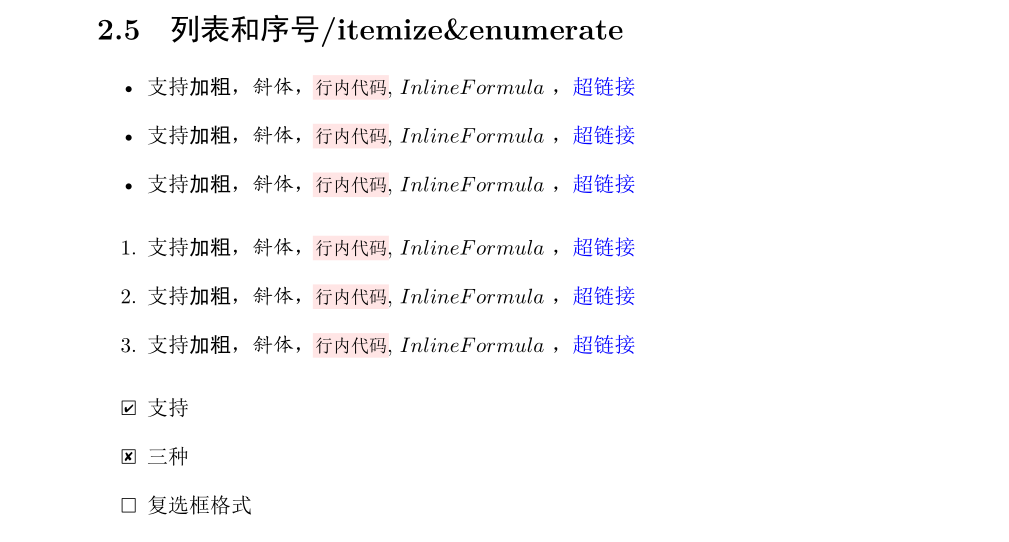 2.5 列表和序号/itemize&enumerate
• 支持加粗，斜体，行内代码, InlineFormula ，超链接
• 支持加粗，斜体，行内代码, InlineFormula ，超链接
• 支持加粗，斜体，行内代码, InlineFormula ，超链接
1. 支持加粗，斜体，行内代码, InlineFormula ，超链接
2. 支持加粗，斜体，行内代码, InlineFormula ，超链接
3. 支持加粗，斜体，行内代码, InlineFormula ，超链接
☑ 支持
☒ 三种
☐ 复选框格式